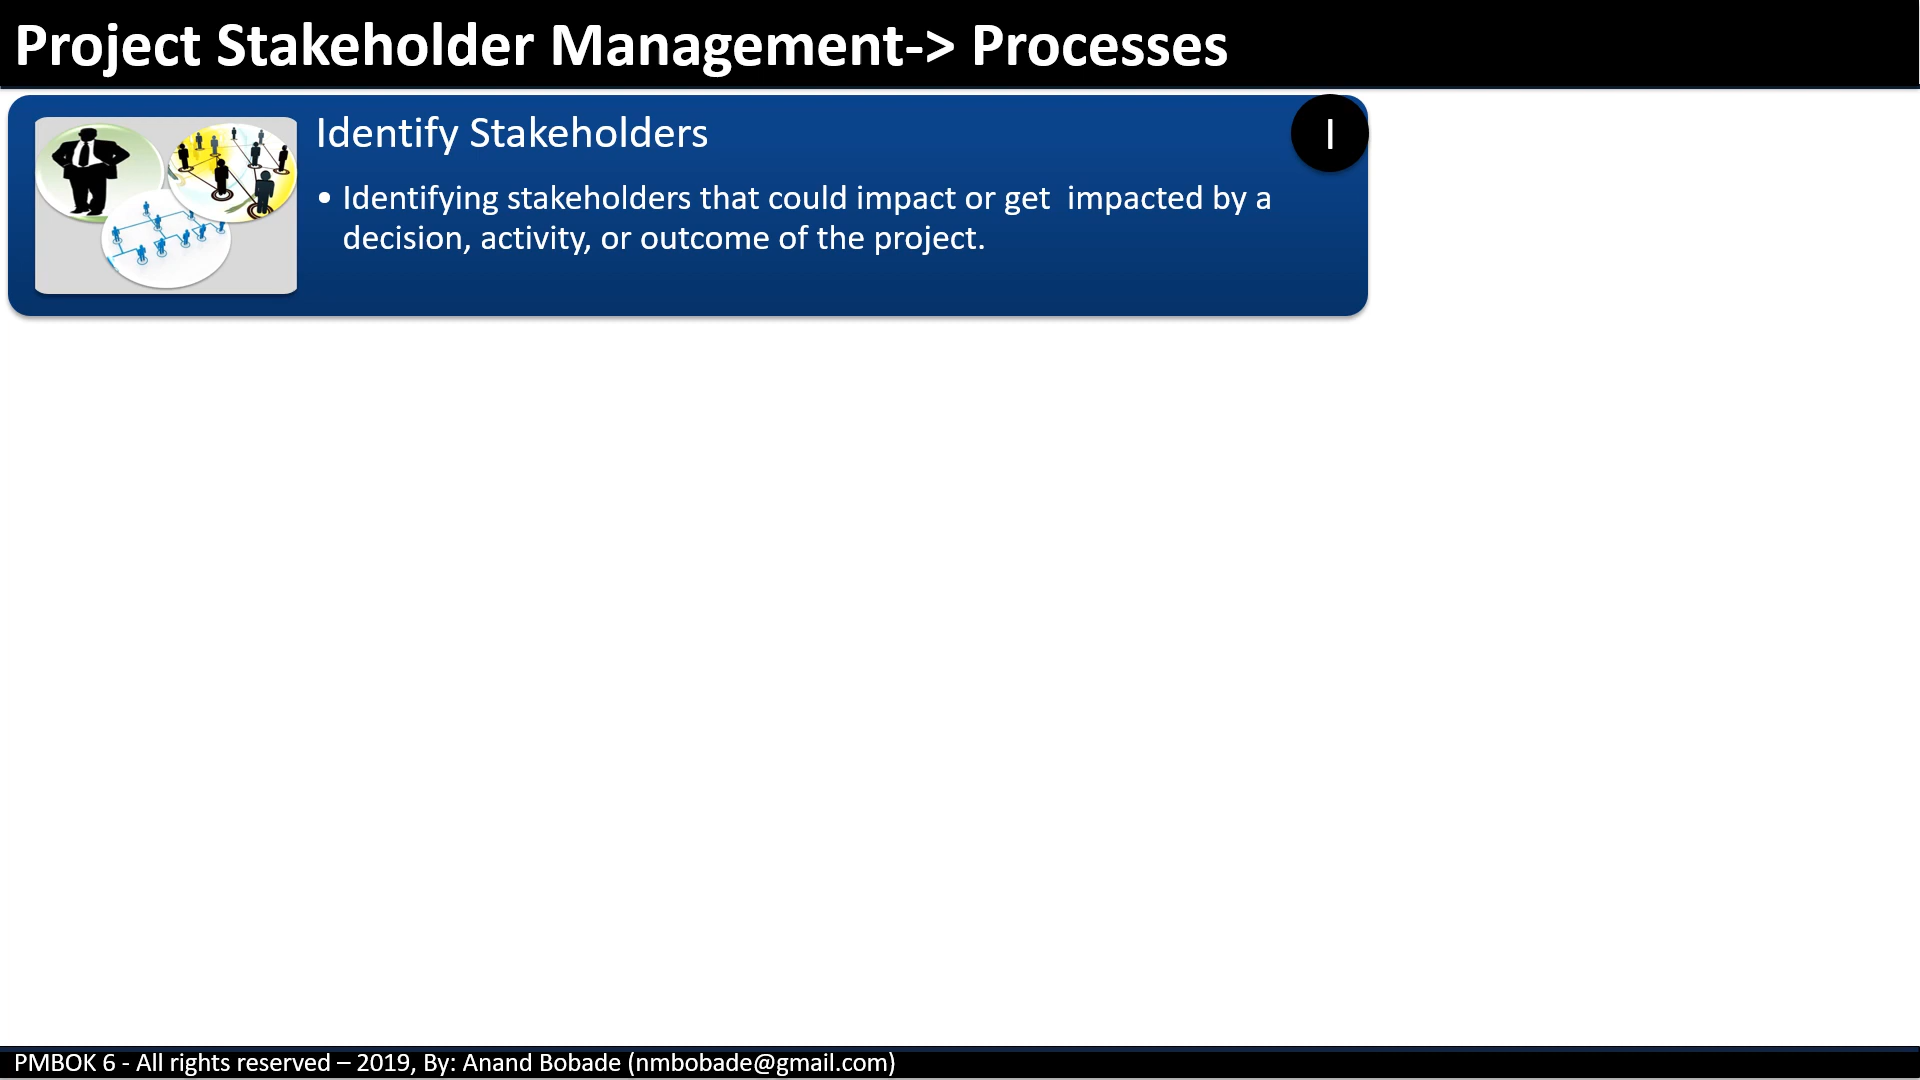 Project Stakeholder Management-> Processes
Identify Stakeholders
I
• Identifying stakeholders that could impact or get  impacted by a
decision, activity, or outcome of the project.
PMBOK 6 - All rights reserved – 2019, By: Anand Bobade (nmbobade@gmail.com)